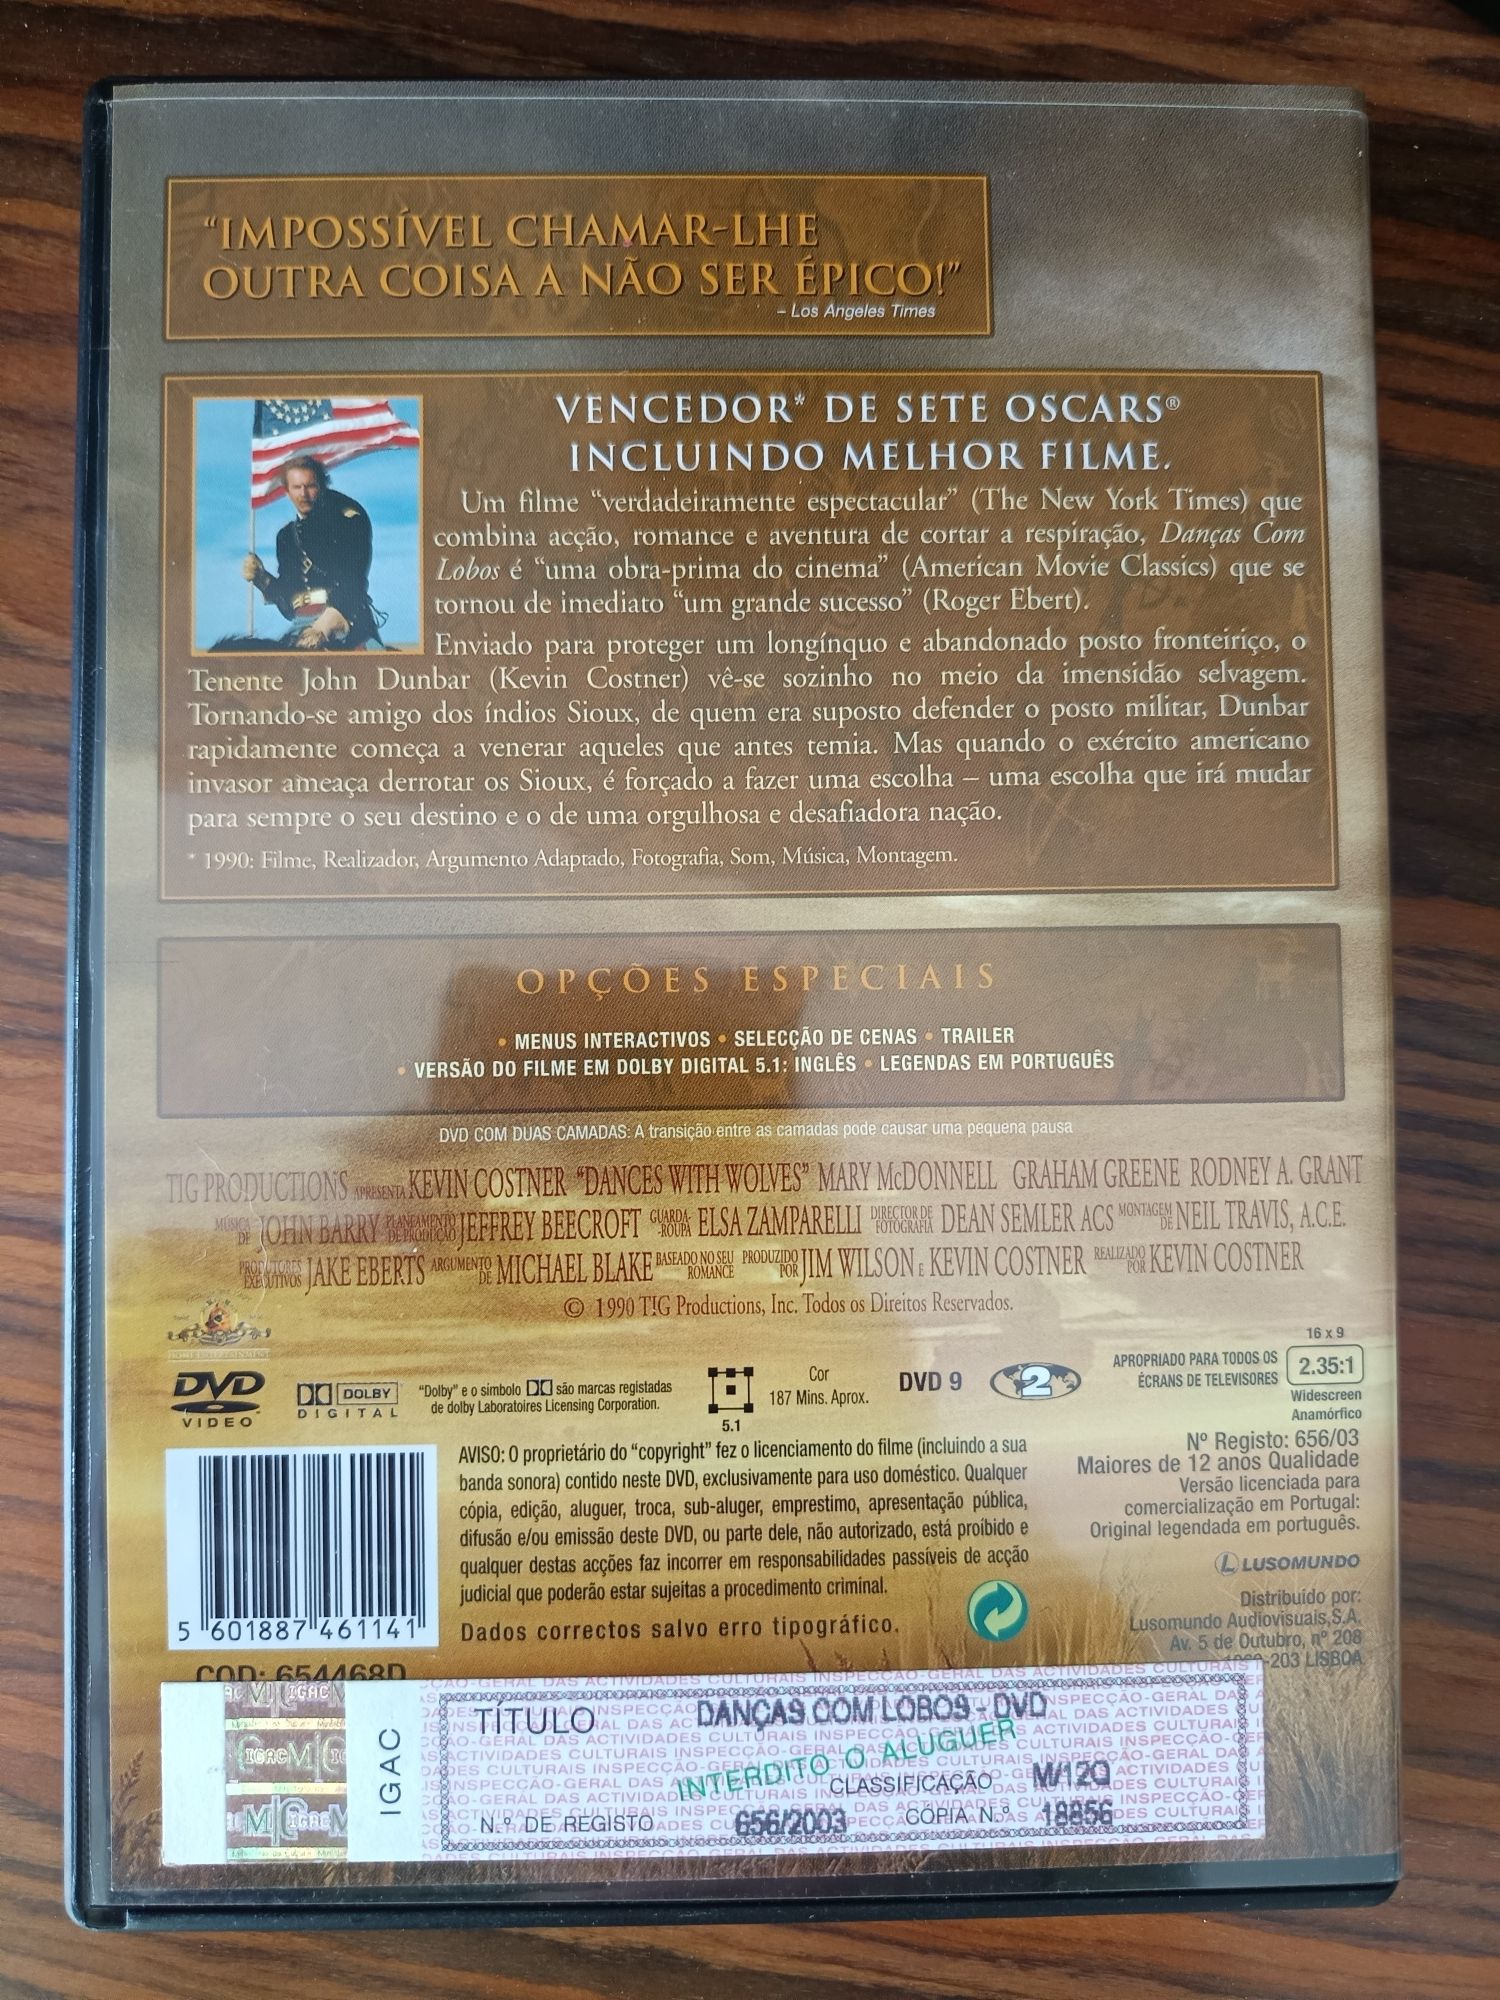 “IMPOSSÍVEL CHAMAR-LHE
OUTRA COISA A NÃO SER ÉPICO!”
– Los Angeles Times
VENCEDOR* DE SETE OSCARS®
INCLUINDO MELHOR FILME.
Um filme “verdadeiramente espectacular” (The New York Times) que
combina acção, romance e aventura de cortar a respiração, Danças Com
Lobos é “uma obra-prima do cinema” (American Movie Classics) que se
tornou de imediato “um grande sucesso” (Roger Ebert).
Enviado para proteger um longínquo e abandonado posto fronteiriço, o
Tenente John Dunbar (Kevin Costner) vê-se sozinho no meio da imensidão selvagem.
Tornando-se amigo dos índios Sioux, de quem era suposto defender o posto militar, Dunbar
rapidamente começa a venerar aqueles que antes temia. Mas quando o exército americano
invasor ameaça derrotar os Sioux, é forçado a fazer uma escolha – uma escolha que irá mudar
para sempre o seu destino e o de uma orgulhosa e desafiadora nação.
* 1990: Filme, Realizador, Argumento Adaptado, Fotografia, Som, Música, Montagem.
OPÇÕES ESPECIAIS
• MENUS INTERACTIVOS • SELECÇÃO DE CENAS • TRAILER
• VERSÃO DO FILME EM DOLBY DIGITAL 5.1: INGLÊS • LEGENDAS EM PORTUGUÊS
DVD COM DUAS CAMADAS: A transição entre as camadas pode causar uma pequena pausa
TIG PRODUCTIONS APRESENTA KEVIN COSTNER “DANCES WITH WOLVES” MARY McDONNELL GRAHAM GREENE RODNEY A. GRANT
MÚSICA DE JOHN BARRY PLANEAMENTO DE PRODUÇÃO JEFFREY BEECROFT GUARDA-ROUPA ELSA ZAMPARELLI DIRECTOR DE FOTOGRAFIA DEAN SEMLER ACS MONTAGEM DE NEIL TRAVIS, A.C.E.
PRODUTORES EXECUTIVOS JAKE EBERTS ARGUMENTO DE MICHAEL BLAKE BASEADO NO SEU ROMANCE PRODUZIDO POR JIM WILSON E KEVIN COSTNER REALIZADO POR KEVIN COSTNER
© 1990 TIG Productions, Inc. Todos os Direitos Reservados.
HOME ENTERTAINMENT
DVD
VIDEO
DOLBY
DIGITAL
“Dolby” e o simbolo são marcas registadas
de dolby Laboratoires Licensing Corporation.
5.1
Cor
187 Mins. Aprox.
DVD 9
2
APROPRIADO PARA TODOS OS
ÉCRANS DE TELEVISORES
16 x 9
2.35:1
Widescreen
Anamórfico
AVISO: O proprietário do “copyright” fez o licenciamento do filme (incluindo a sua
banda sonora) contido neste DVD, exclusivamente para uso doméstico. Qualquer
cópia, edição, aluguer, troca, sub-aluger, emprestimo, apresentação pública,
difusão e/ou emissão deste DVD, ou parte dele, não autorizado, está proíbido e
qualquer destas acções faz incorrer em responsabilidades passíveis de acção
judicial que poderão estar sujeitas a procedimento criminal.
Dados correctos salvo erro tipográfico.
Nº Registo: 656/03
Maiores de 12 anos Qualidade
Versão licenciada para
comercialização em Portugal:
Original legendada em português.
L LUSOMUNDO
Distribuído por:
Lusomundo Audiovisuais,S.A.
Av. 5 de Outubro, nº 208
-203 LISBOA
5 601887 461141
COD: 654468D
IGAC
TÍTULO DANÇAS COM LOBOS - DVD
INTERDITO O ALUGUER
CLASSIFICAÇÃO M/12Q
N.º DE REGISTO 656/2003 CÓPIA N.º 18856